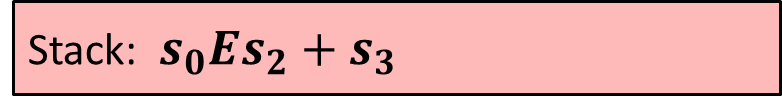 Stack: s₀Es₂ + s₃